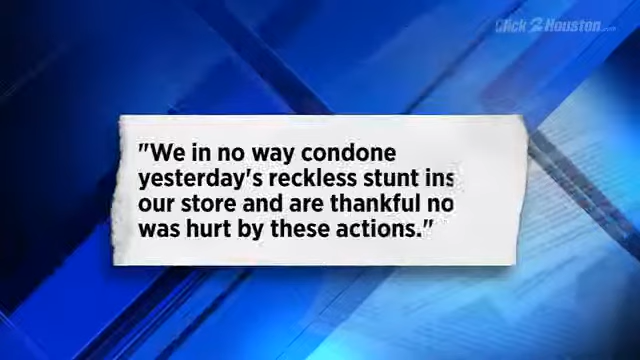 Click2Houston.com
"We in no way condone
yesterday's reckless stunt ins
our store and are thankful no
was hurt by these actions."